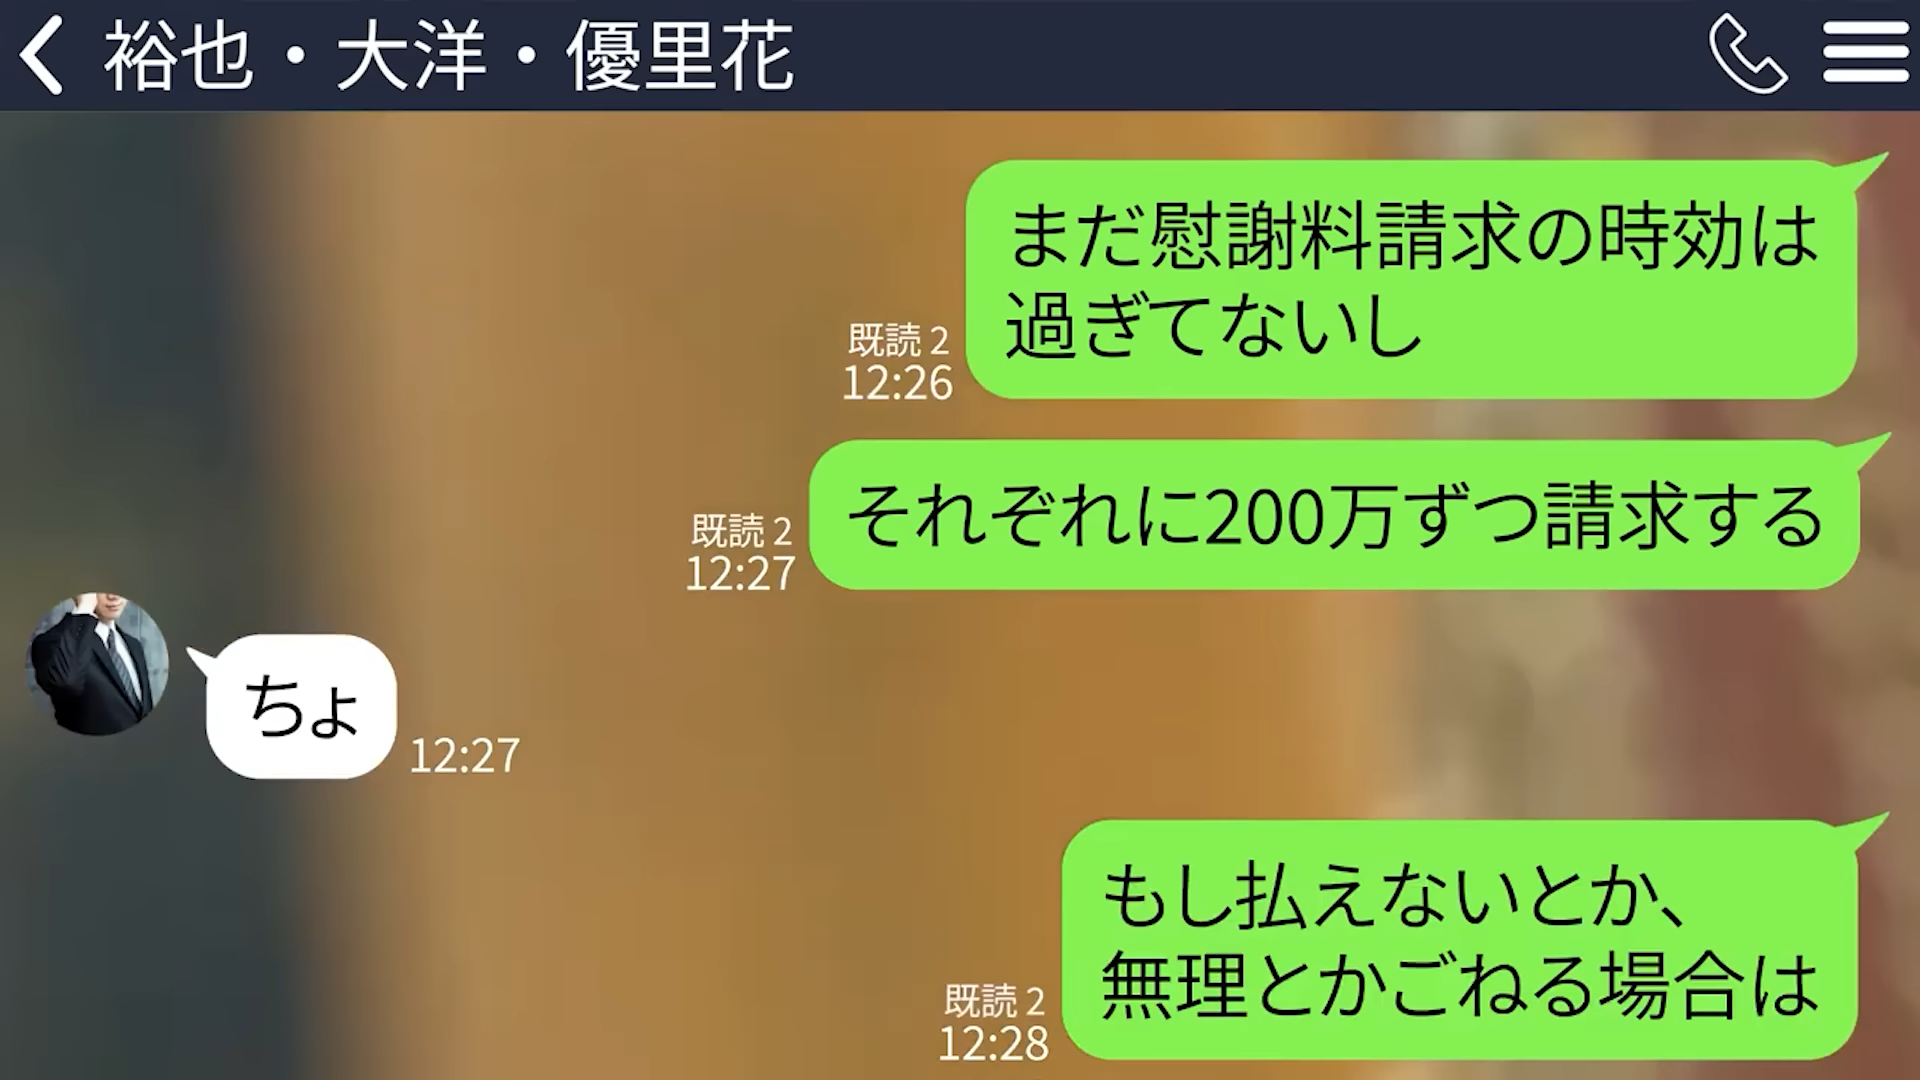 裕也・大洋・優里花
まだ慰謝料請求の時効は
過ぎてないし
既読 2
12:26
それぞれに200万ずつ請求する
既読 2
12:27
ちょ
12:27
もし払えないとか、
無理とかごねる場合は
既読 2
12:28